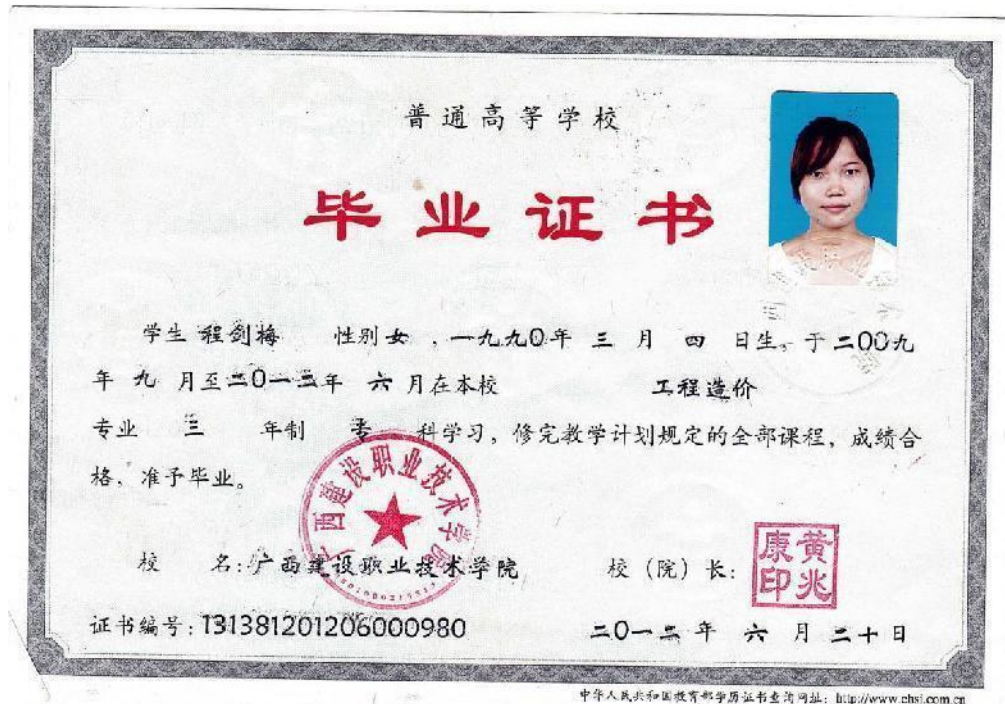 普通高等学校
毕业证书
学生 程剑梅 性别 女 ，一九九〇年 三 月 四 日生。于二〇〇九
年 九 月至二〇一二年 六 月在本校 工程造价
专业 三 年制 专 科学习，修完教学计划规定的全部课程，成绩合
格，准予毕业。
广西建设职业技术学院
校 名：广西建设职业技术学院 校（院）长：
黄兆康印
证书编号：131381201206000980 二〇一二年 六 月 二十日
中华人民共和国教育部学历证书查询网址：http://www.chsi.com.cn